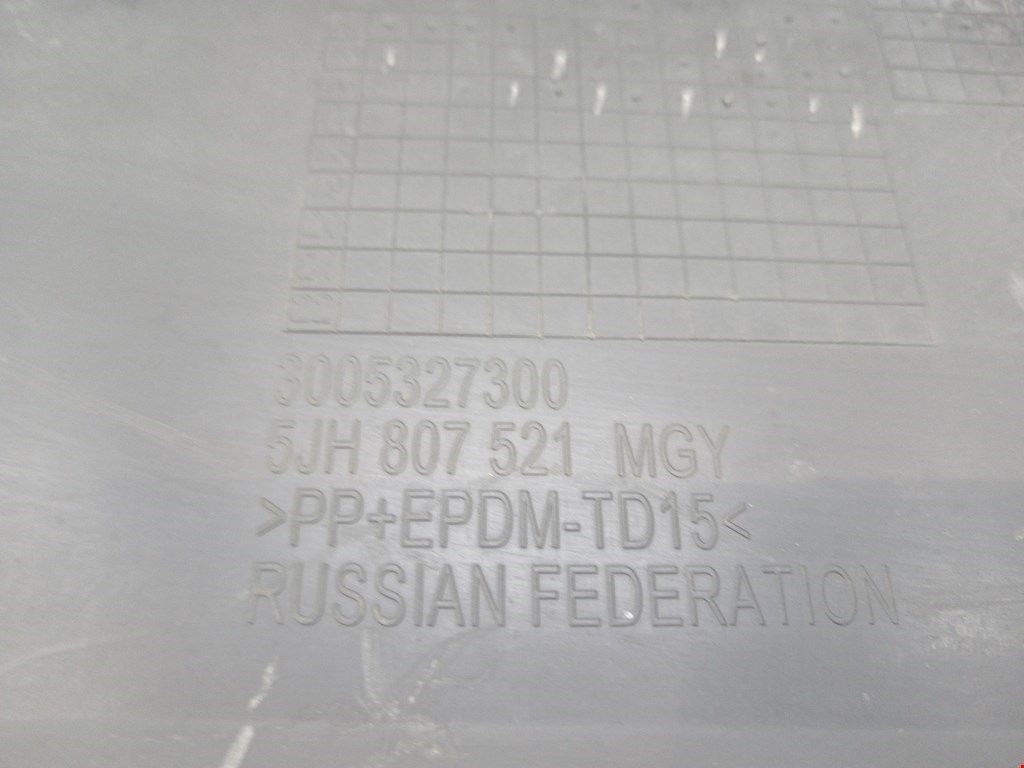 3005327300
5JH 807 521 MGY
>PP+EPDM-TD15<
RUSSIAN FEDERATION